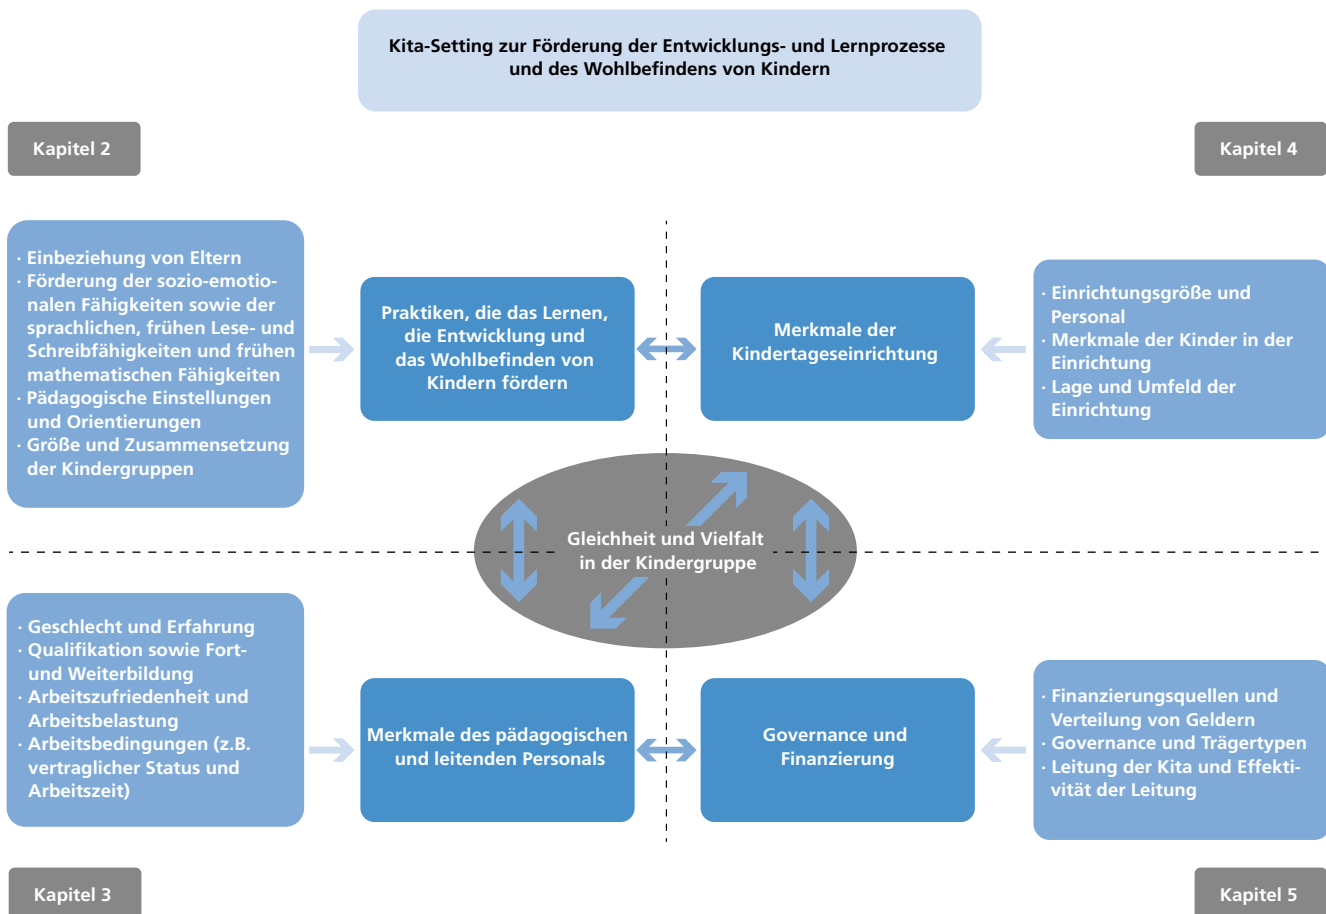 Kita-Setting zur Förderung der Entwicklungs- und Lernprozesse
und des Wohlbefindens von Kindern
Kapitel 2
Kapitel 4
· Einbeziehung von Eltern
· Förderung der sozio-emotio-
nalen Fähigkeiten sowie der
sprachlichen, frühen Lese- und
Schreibfähigkeiten und frühen
mathematischen Fähigkeiten
· Pädagogische Einstellungen
und Orientierungen
· Größe und Zusammensetzung
der Kindergruppen
Praktiken, die das Lernen,
die Entwicklung und
das Wohlbefinden von
Kindern fördern
Merkmale der
Kindertageseinrichtung
· Einrichtungsgröße und
Personal
· Merkmale der Kinder in der
Einrichtung
· Lage und Umfeld der
Einrichtung
Gleichheit und Vielfalt
in der Kindergruppe
· Geschlecht und Erfahrung
· Qualifikation sowie Fort-
und Weiterbildung
· Arbeitszufriedenheit und
Arbeitsbelastung
· Arbeitsbedingungen (z.B.
vertraglicher Status und
Arbeitszeit)
Merkmale des pädagogischen
und leitenden Personals
Governance und
Finanzierung
· Finanzierungsquellen und
Verteilung von Geldern
· Governance und Trägertypen
· Leitung der Kita und Effekti-
vität der Leitung
Kapitel 3
Kapitel 5